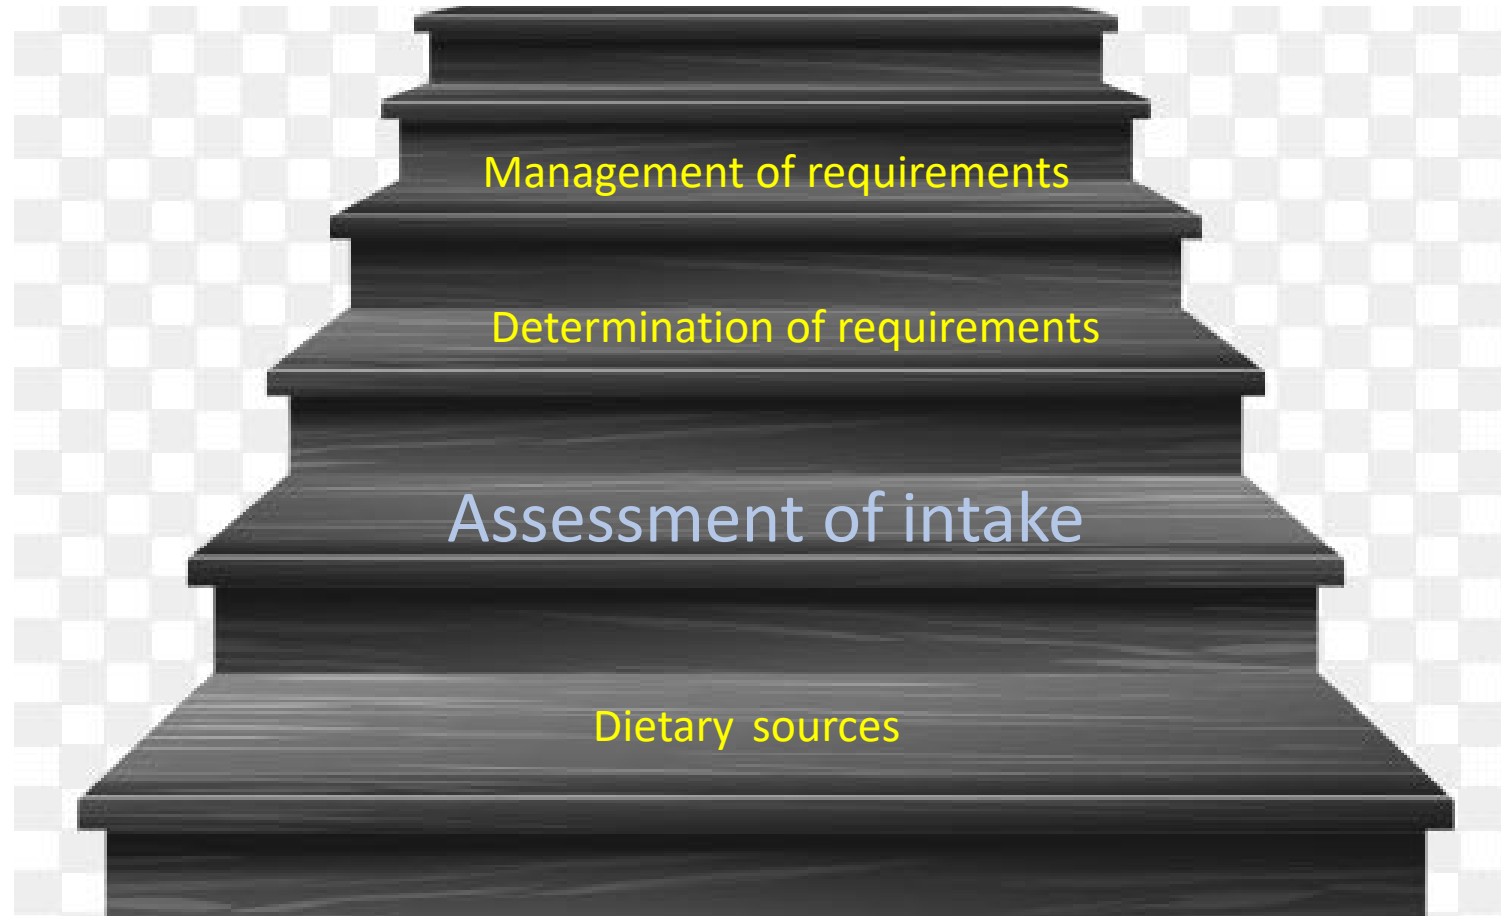 Management of requirements
Determination of requirements
Assessment of intake
Dietary sources